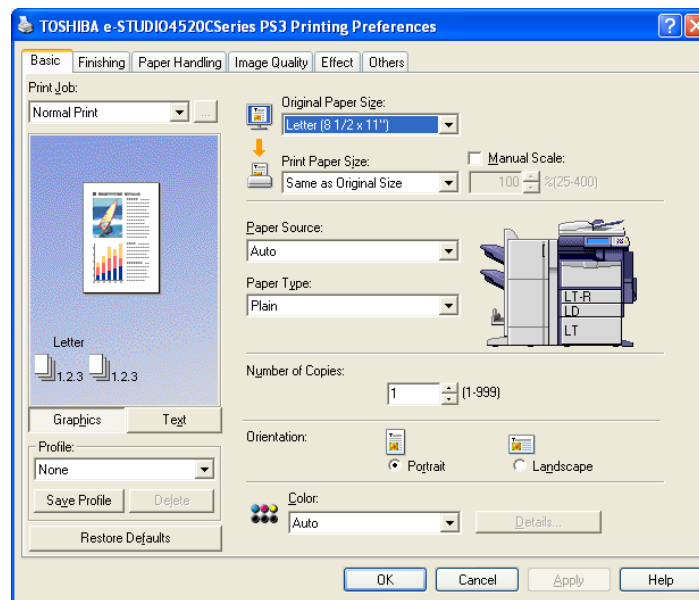 TOSHIBA e-STUDIO4520CSeries PS3 Printing Preferences
Basic
Finishing
Paper Handling
Image Quality
Effect
Others
Print Job:
Normal Print
...
Letter
1.2.3
1.2.3
Graphics
Text
Profile:
None
Save Profile
Delete
Restore Defaults
Original Paper Size:
Letter (8 1/2 x 11")
Print Paper Size:
Same as Original Size
Manual Scale:
100 %(25-400)
Paper Source:
Auto
Paper Type:
Plain
LT-R
LD
LT
Number of Copies:
1 (1-999)
Orientation:
Portrait
Landscape
Color:
Auto
Details...
OK
Cancel
Apply
Help